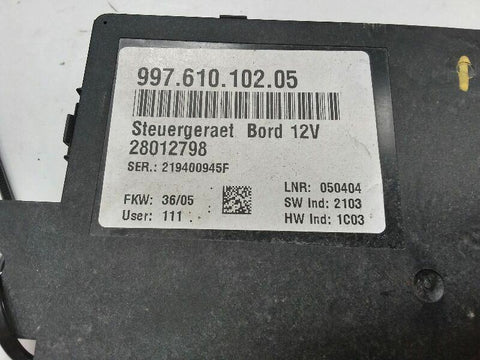 997.610.102.05
Steuergeraet Bord 12V
28012798
SER.: 219400945F
LNR: 050404
FKW: 36/05
SW Ind: 2103
User: 111
HW Ind: 1C03